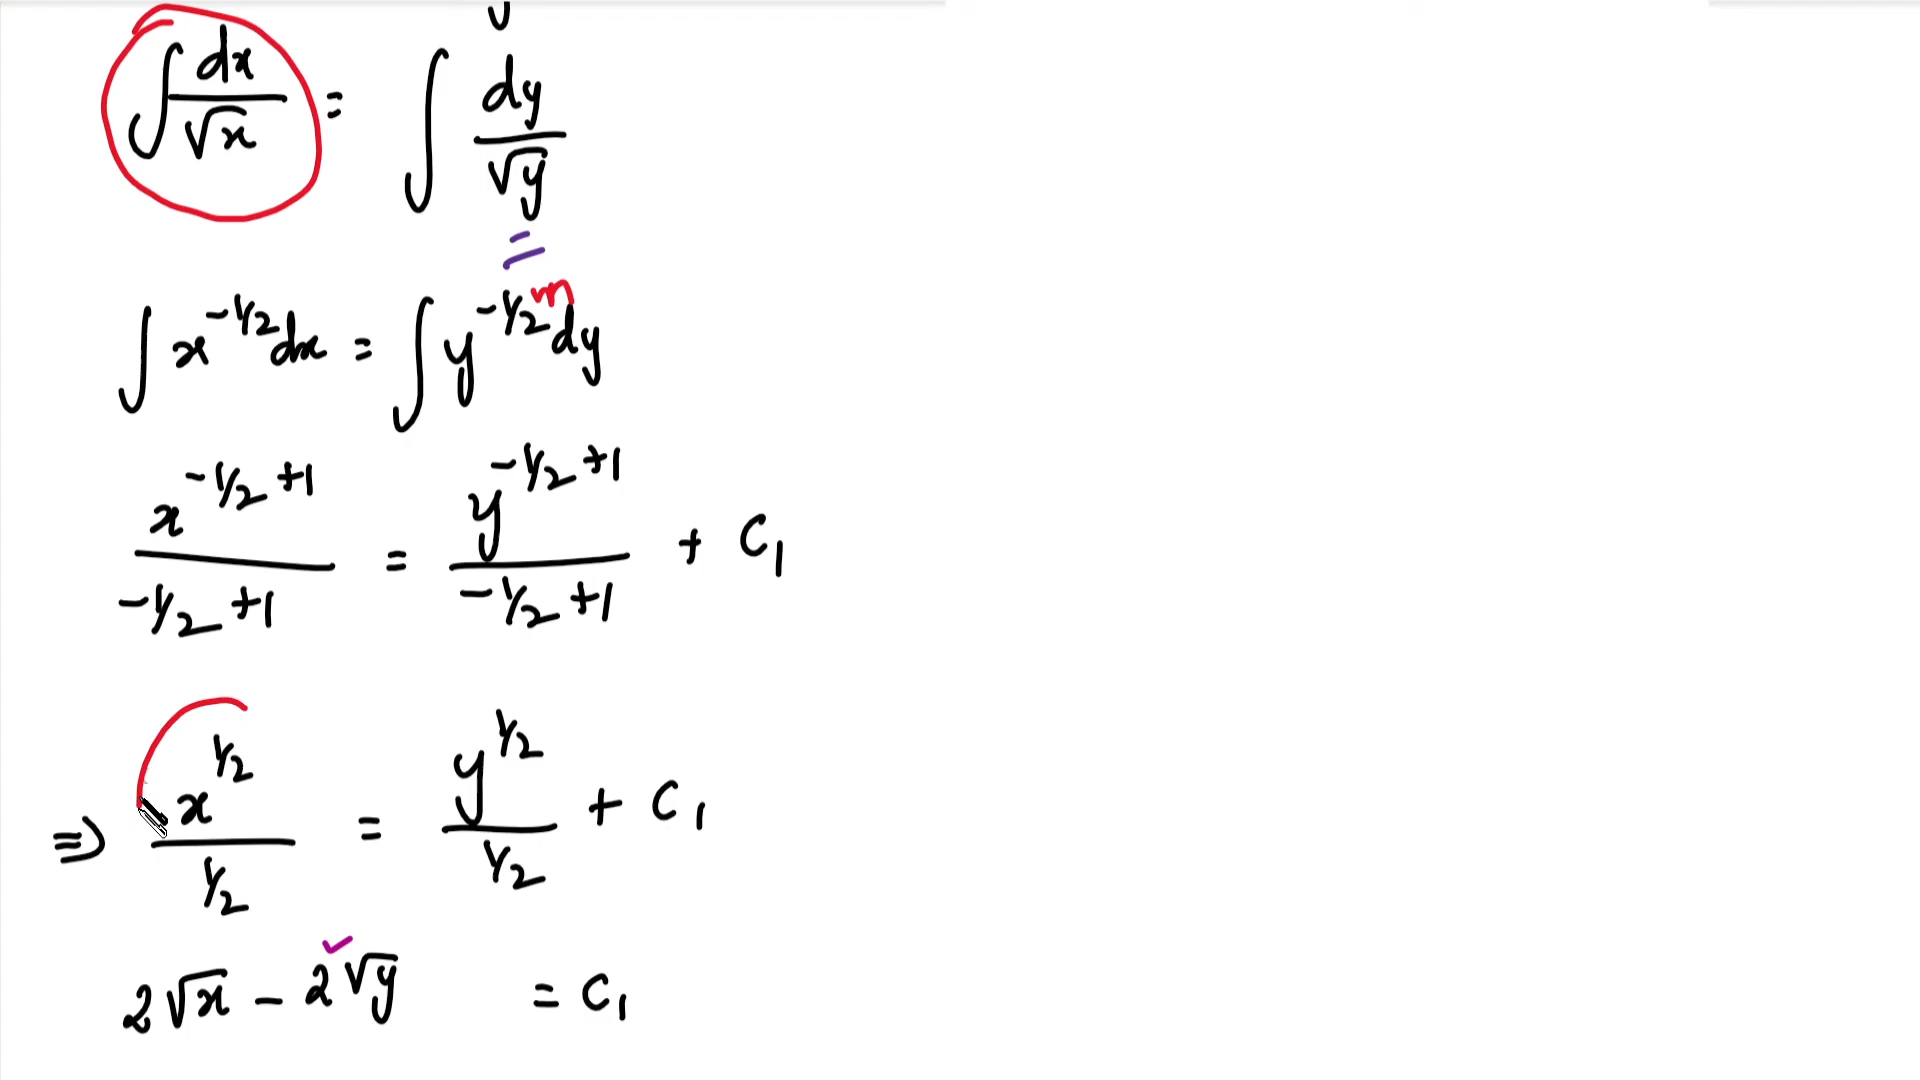 ∫ dx/√x = ∫ dy/√y
∫ x^(-1/2) dx = ∫ y^(-1/2) dy
x^(-1/2 +1)/(-1/2 +1) = y^(-1/2 +1)/(-1/2 +1) + C₁
⇒ x^(1/2)/(1/2) = y^(1/2)/(1/2) + C₁
2√x - 2√y = C₁